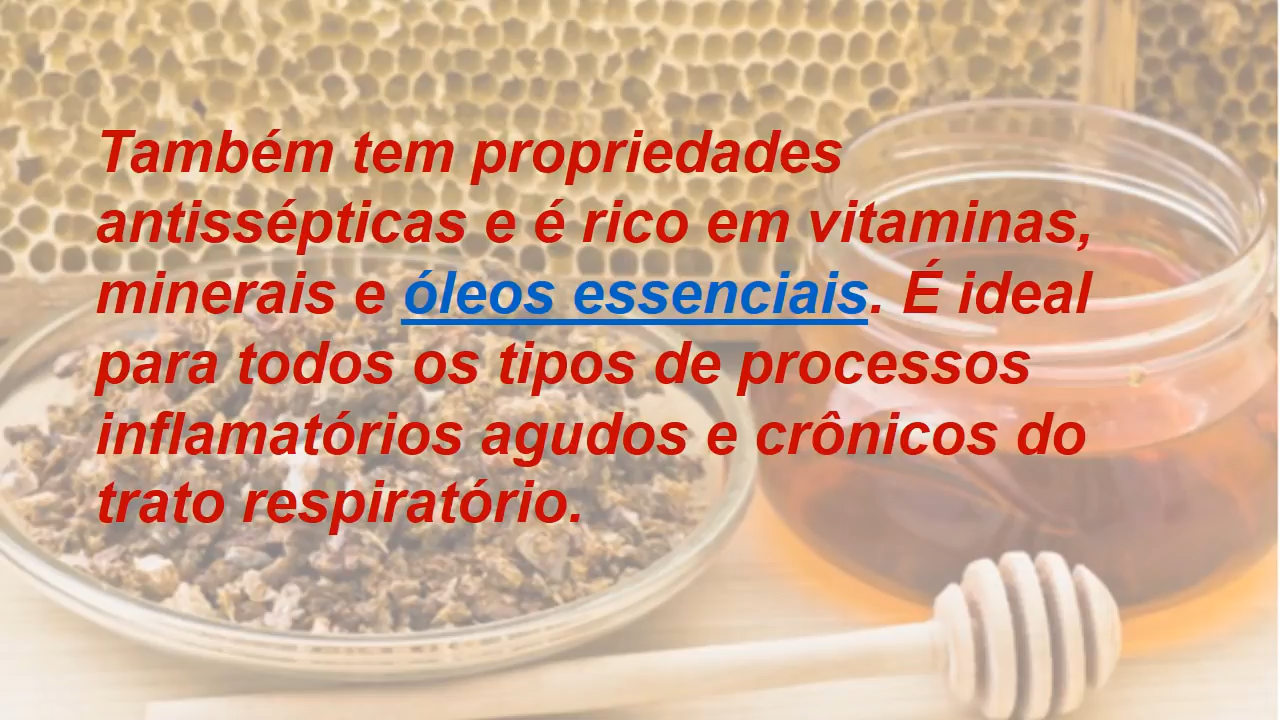 Também tem propriedades
antissépticas e é rico em vitaminas,
minerais e óleos essenciais. É ideal
para todos os tipos de processos
inflamatórios agudos e crônicos do
trato respiratório.